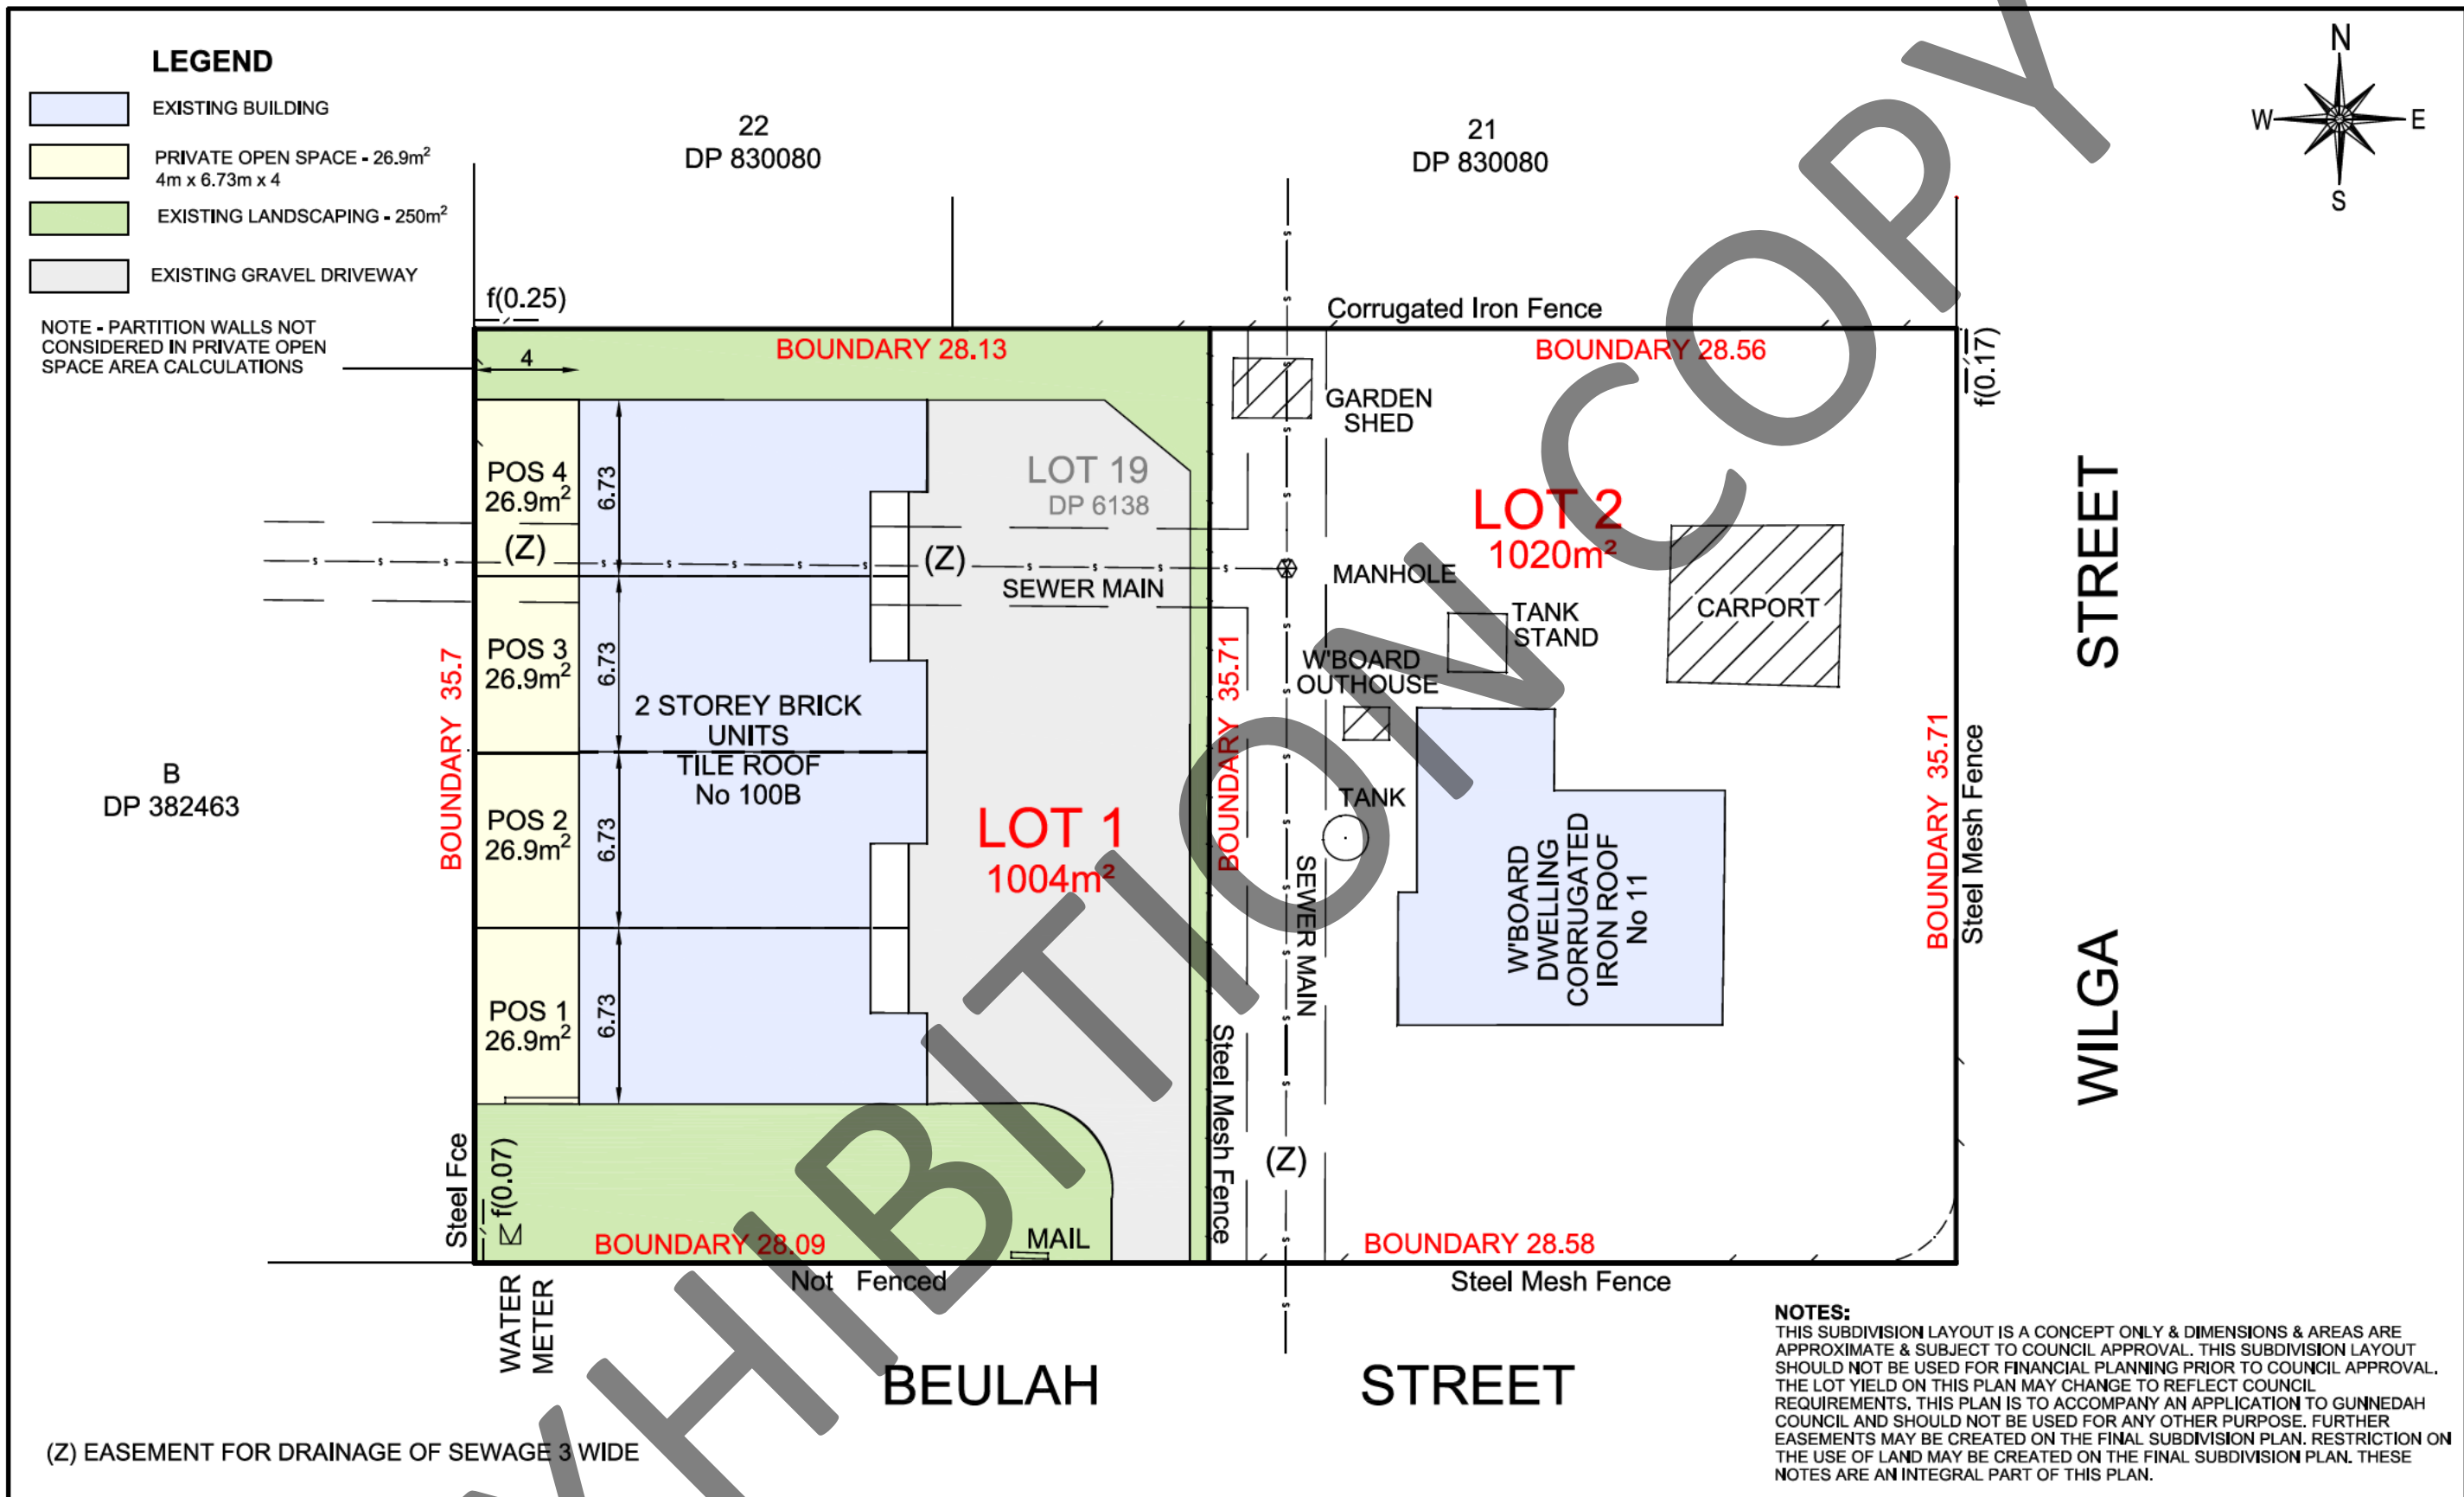 LEGEND
EXISTING BUILDING
PRIVATE OPEN SPACE - 26.9m²
4m x 6.73m x 4
EXISTING LANDSCAPING - 250m²
EXISTING GRAVEL DRIVEWAY
NOTE - PARTITION WALLS NOT
CONSIDERED IN PRIVATE OPEN
SPACE AREA CALCULATIONS
22
DP 830080
21
DP 830080
N
W
E
S
f(0.25)
Corrugated Iron Fence
BOUNDARY 28.13
BOUNDARY 28.56
f(0.17)
4
GARDEN
SHED
POS 4
26.9m²
6.73
LOT 19
DP 6138
LOT 2
1020m²
(Z)
(Z)
SEWER MAIN
MANHOLE
TANK
STAND
CARPORT
W'BOARD
OUTHOUSE
POS 3
26.9m²
6.73
BOUNDARY 35.7
BOUNDARY 35.71
2 STOREY BRICK
UNITS
TILE ROOF
No 100B
B
DP 382463
POS 2
26.9m²
6.73
LOT 1
1004m²
TANK
SEWER MAIN
W'BOARD
DWELLING
CORRUGATED
IRON ROOF
No 11
BOUNDARY 35.71
Steel Mesh Fence
WILGA STREET
POS 1
26.9m²
6.73
Steel Mesh Fence
(Z)
Steel Fce
f(0.07)
BOUNDARY 28.09
MAIL
BOUNDARY 28.58
Not Fenced
Steel Mesh Fence
WATER
METER
BEULAH STREET
(Z) EASEMENT FOR DRAINAGE OF SEWAGE 3 WIDE
NOTES:
THIS SUBDIVISION LAYOUT IS A CONCEPT ONLY & DIMENSIONS & AREAS ARE
APPROXIMATE & SUBJECT TO COUNCIL APPROVAL. THIS SUBDIVISION LAYOUT
SHOULD NOT BE USED FOR FINANCIAL PLANNING PRIOR TO COUNCIL APPROVAL.
THE LOT YIELD ON THIS PLAN MAY CHANGE TO REFLECT COUNCIL
REQUIREMENTS. THIS PLAN IS TO ACCOMPANY AN APPLICATION TO GUNNEDAH
COUNCIL AND SHOULD NOT BE USED FOR ANY OTHER PURPOSE. FURTHER
EASEMENTS MAY BE CREATED ON THE FINAL SUBDIVISION PLAN. RESTRICTION ON
THE USE OF LAND MAY BE CREATED ON THE FINAL SUBDIVISION PLAN. THESE
NOTES ARE AN INTEGRAL PART OF THIS PLAN.
HIBITION COPY